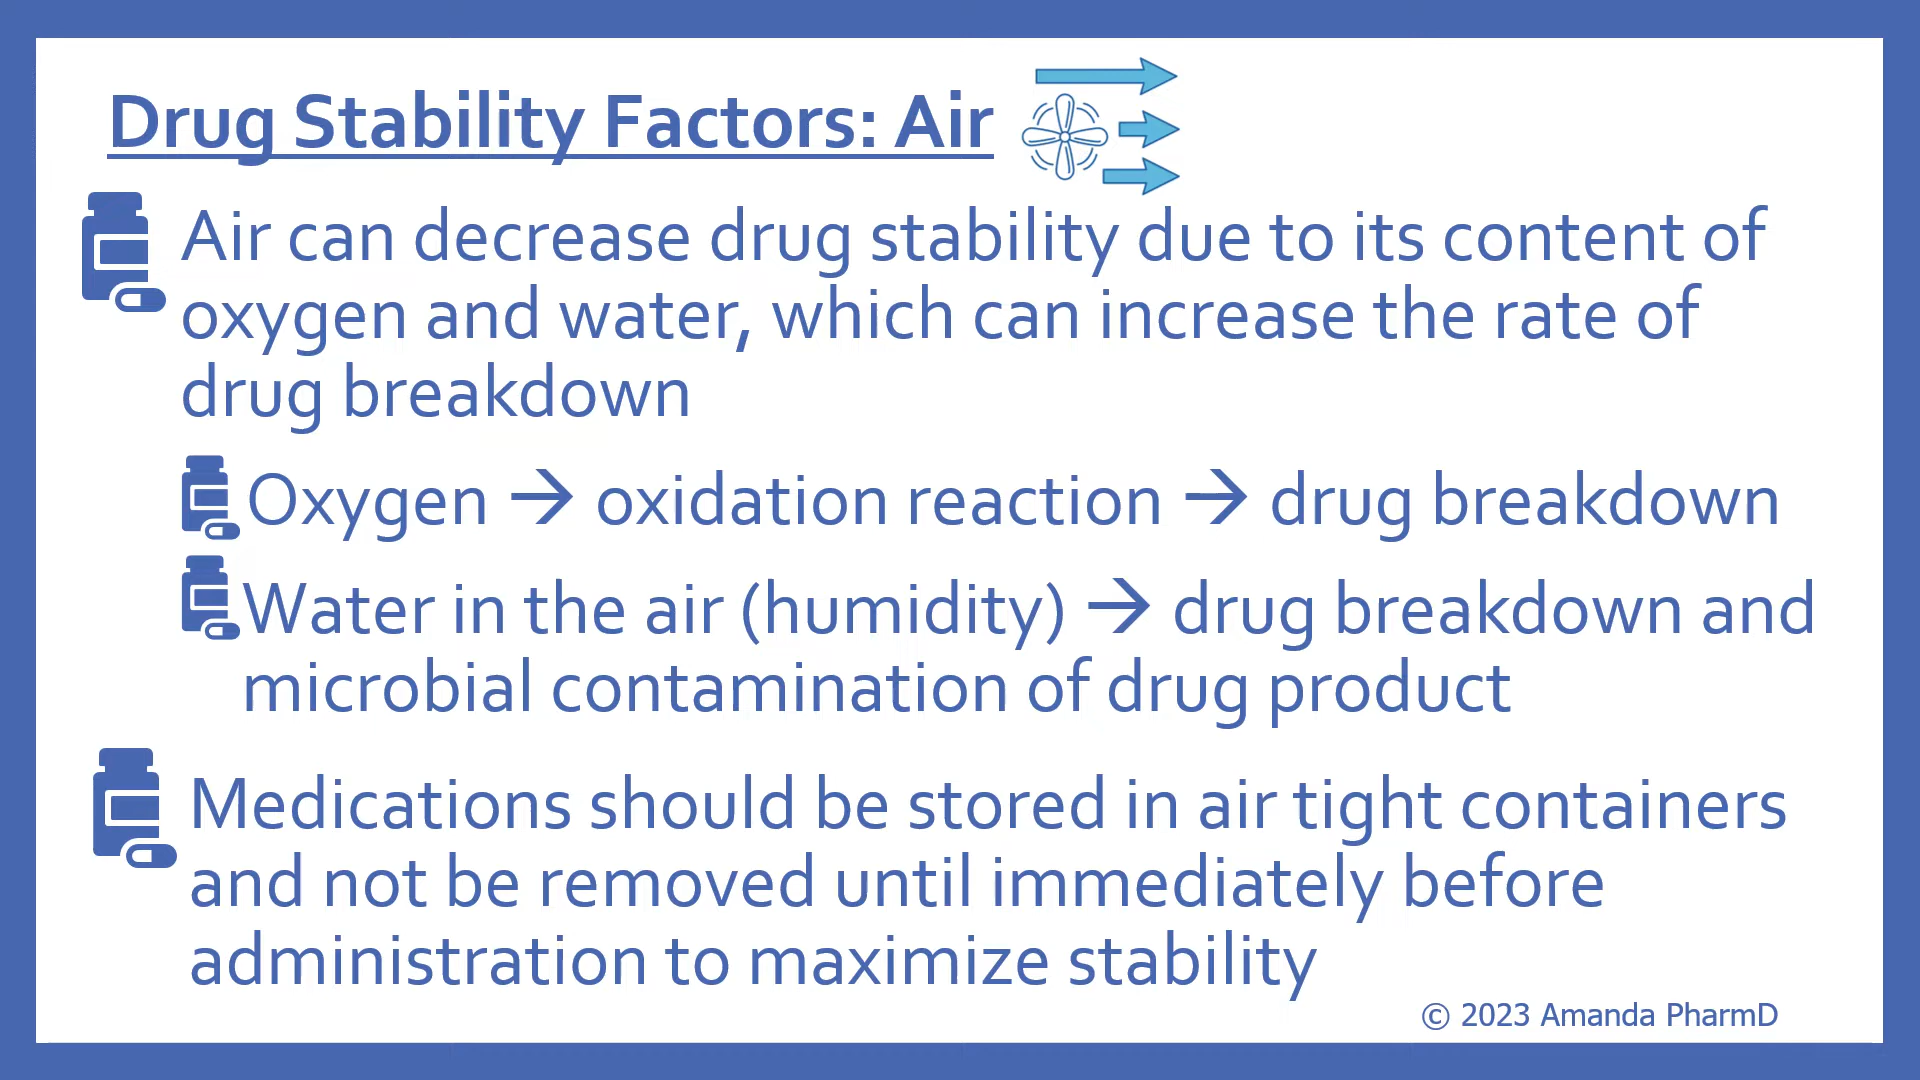 Drug Stability Factors: Air
Air can decrease drug stability due to its content of
oxygen and water, which can increase the rate of
drug breakdown
Oxygen → oxidation reaction → drug breakdown
Water in the air (humidity) → drug breakdown and
microbial contamination of drug product
Medications should be stored in air tight containers
and not be removed until immediately before
administration to maximize stability
© 2023 Amanda PharmD